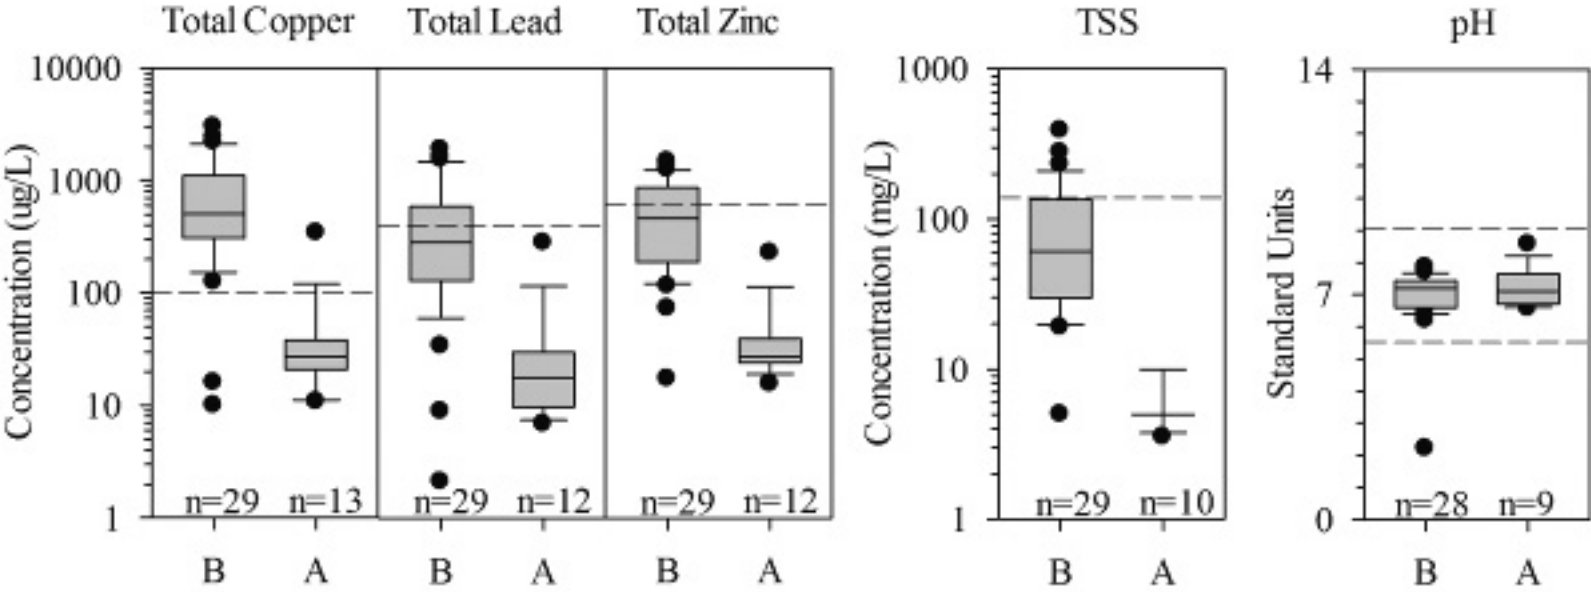 Total Copper Total Lead Total Zinc TSS pH
10000
1000
100
10
1
Concentration (ug/L)
n=29 n=13 n=29 n=12 n=29 n=12
B A B A B A
1000
100
10
1
Concentration (mg/L)
n=29 n=10
B A
14
7
0
Standard Units
n=28 n=9
B A